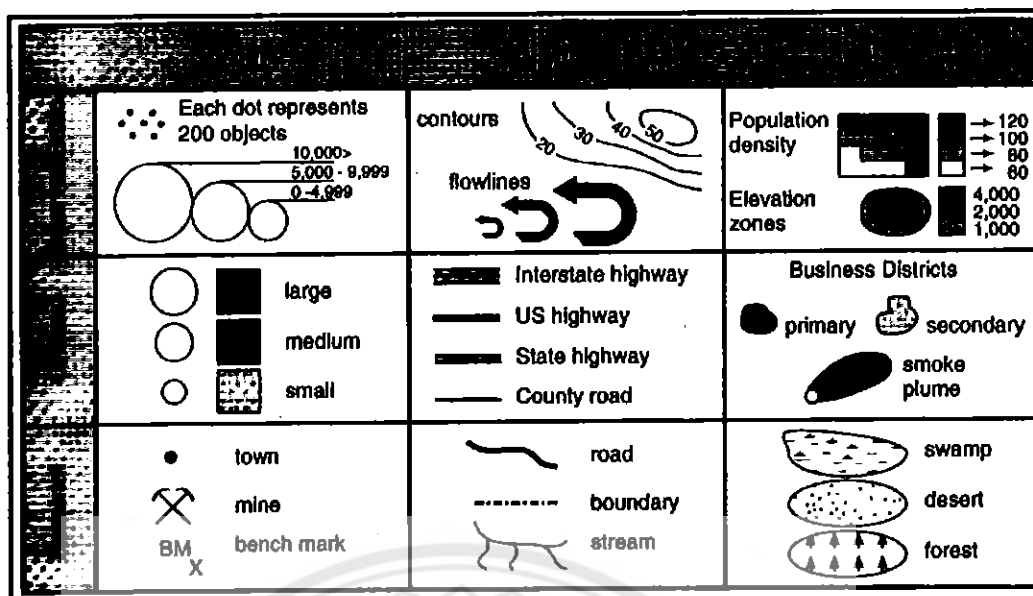 Each dot represents
200 objects
10,000>
5,000 - 9,999
0 -4,999
contours
20
30
40
50
flowlines
Population
density
120
100
80
60
Elevation
zones
4,000
2,000
1,000
large
medium
small
Interstate highway
US highway
State highway
County road
Business Districts
primary
secondary
smoke
plume
town
mine
BM
X
bench mark
road
boundary
stream
swamp
desert
forest